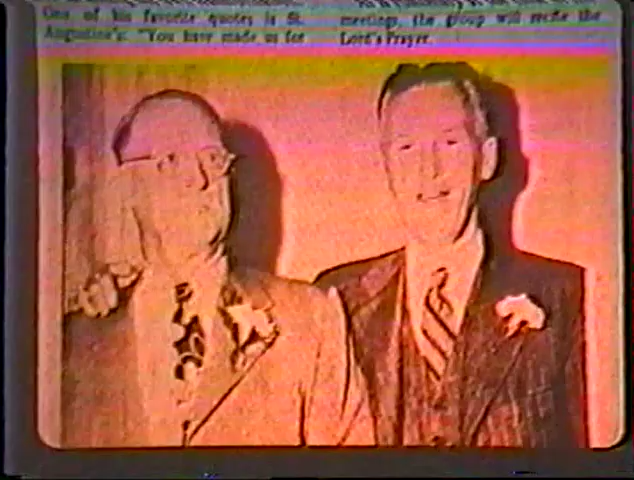 One of his favorite quotes is St.
Augustine's: "You have made us for
meetings, the group will recite the
Lord's Prayer.